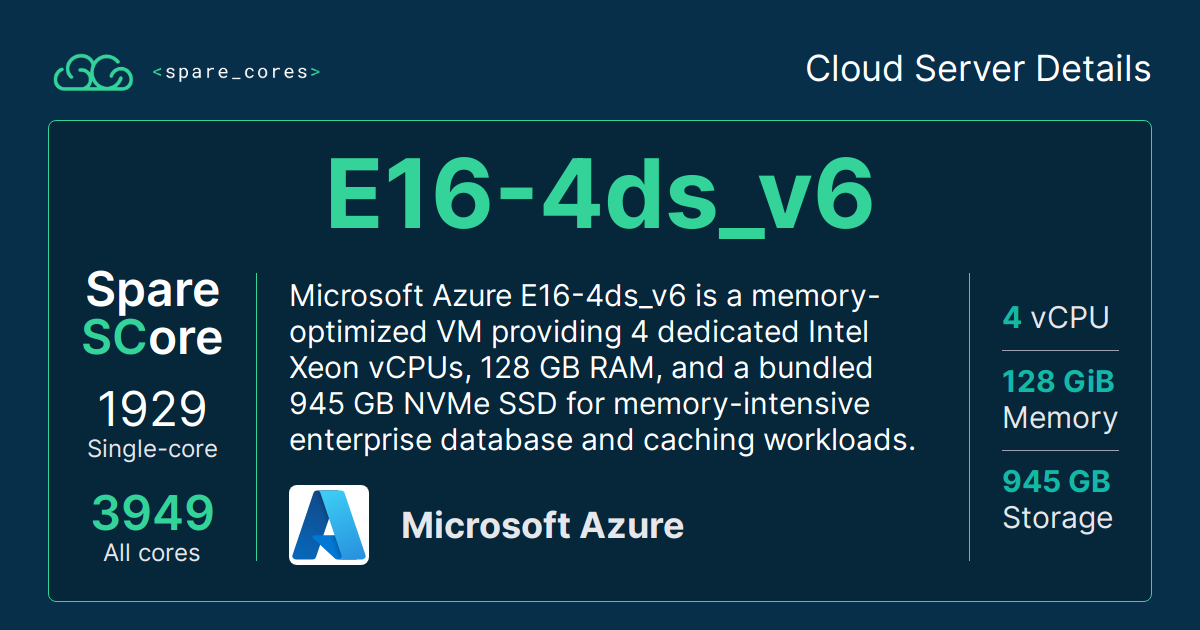 <spare_cores>
Cloud Server Details
E16-4ds_v6
Spare
SCore
1929
Single-core
3949
All cores
Microsoft Azure E16-4ds_v6 is a memory-
optimized VM providing 4 dedicated Intel
Xeon vCPUs, 128 GB RAM, and a bundled
945 GB NVMe SSD for memory-intensive
enterprise database and caching workloads.
Microsoft Azure
4 vCPU
128 GiB
Memory
945 GB
Storage